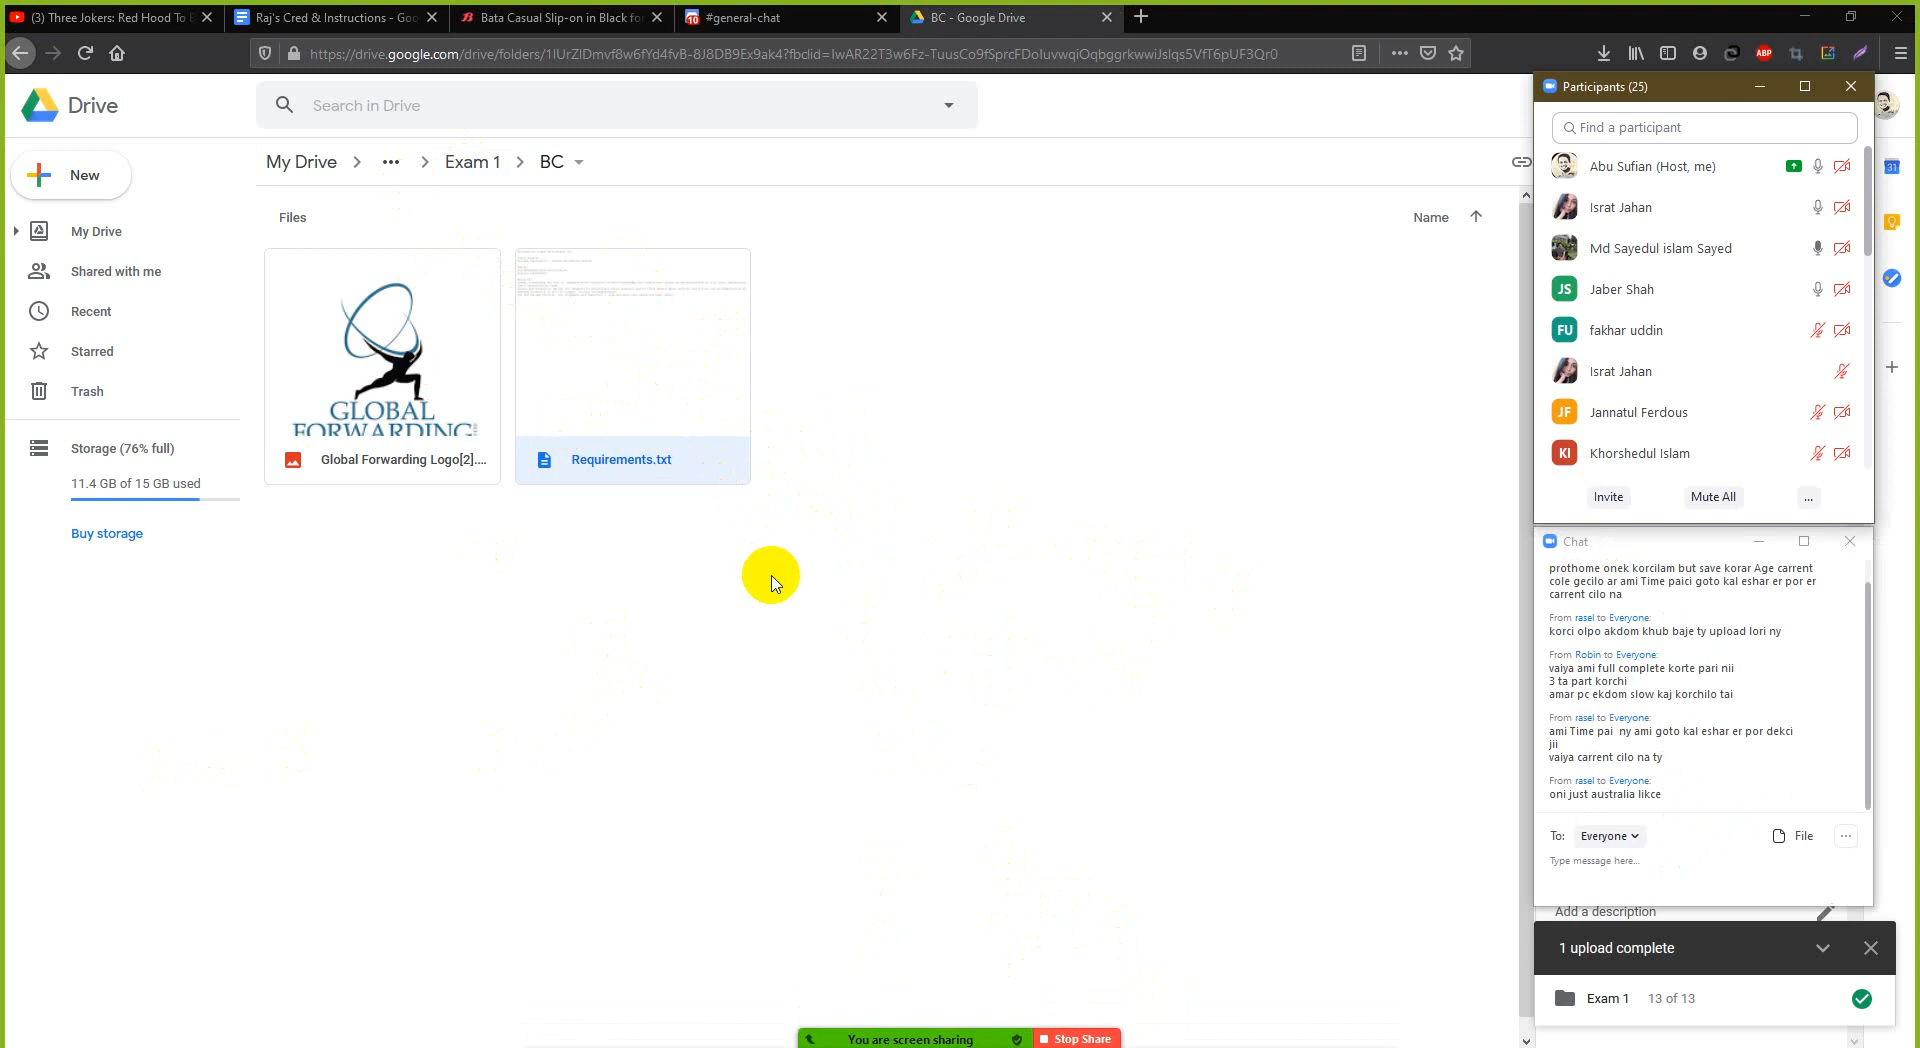 (3) Three Jokers: Red Hood To B
Raj's Cred & Instructions - Goo
Bata Casual Slip-on in Black for
#general-chat
BC - Google Drive
https://drive.google.com/drive/folders/1IUrZlDmvf8w6fYd4fvB-8J8DB9Ex9ak4?fbclid=IwAR22T3w6Fz-TuusCo9fSprcFDoIuvwqiOqbggrkwwiJslqs5VfT6pUF3Qr0
ABP
Drive
Search in Drive
My Drive
Exam 1
BC
New
My Drive
Shared with me
Recent
Starred
Trash
Storage (76% full)
11.4 GB of 15 GB used
Buy storage
Files
Name
GLOBAL
FORWARDING
Global Forwarding Logo[2]....
Requirements.txt
Participants (25)
Find a participant
Abu Sufian (Host, me)
Israt Jahan
Md Sayedul islam Sayed
JS Jaber Shah
FU fakhar uddin
Israt Jahan
JF Jannatul Ferdous
KI Khorshedul Islam
Invite
Mute All
...
31
Chat
prothome onek korcilam but save korar Age carrent
cole gecilo ar ami Time paici goto kal eshar er por er
carrent cilo na
From rasel to Everyone:
korci olpo akdom khub baje ty upload lori ny
From Robin to Everyone:
vaiya ami full complete korte pari nii
3 ta part korchi
amar pc ekdom slow kaj korchilo tai
From rasel to Everyone:
ami Time pai  ny ami goto kal eshar er por dekci
jii
vaiya carrent cilo na ty
From rasel to Everyone:
oni just australia likce
To: Everyone
File
Type message here...
Add a description
1 upload complete
Exam 1 13 of 13
You are screen sharing
Stop Share